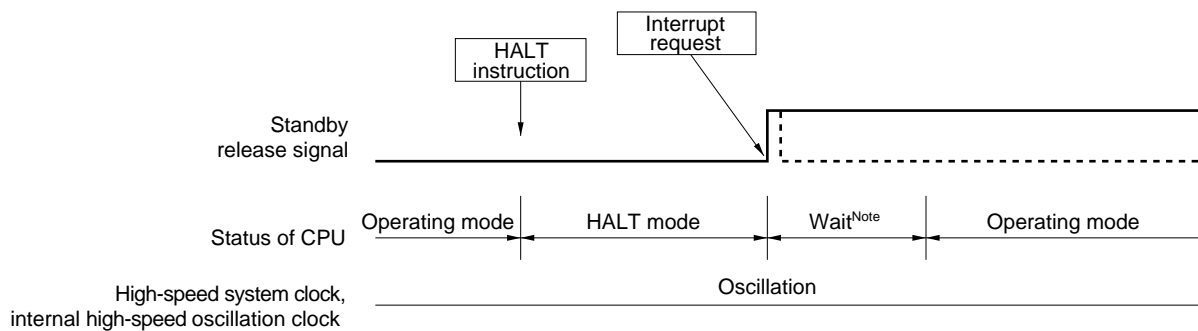 Interrupt
request
HALT
instruction
Standby
release signal
Status of CPU
Operating mode
HALT mode
WaitNote
Operating mode
High-speed system clock,
internal high-speed oscillation clock
Oscillation